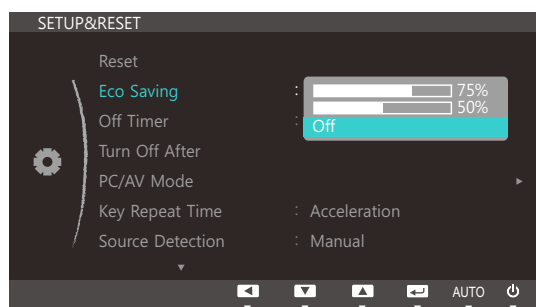 SETUP&RESET
Reset
Eco Saving :
75%
50%
Off
Off Timer :
Turn Off After
PC/AV Mode
Key Repeat Time : Acceleration
Source Detection : Manual
AUTO